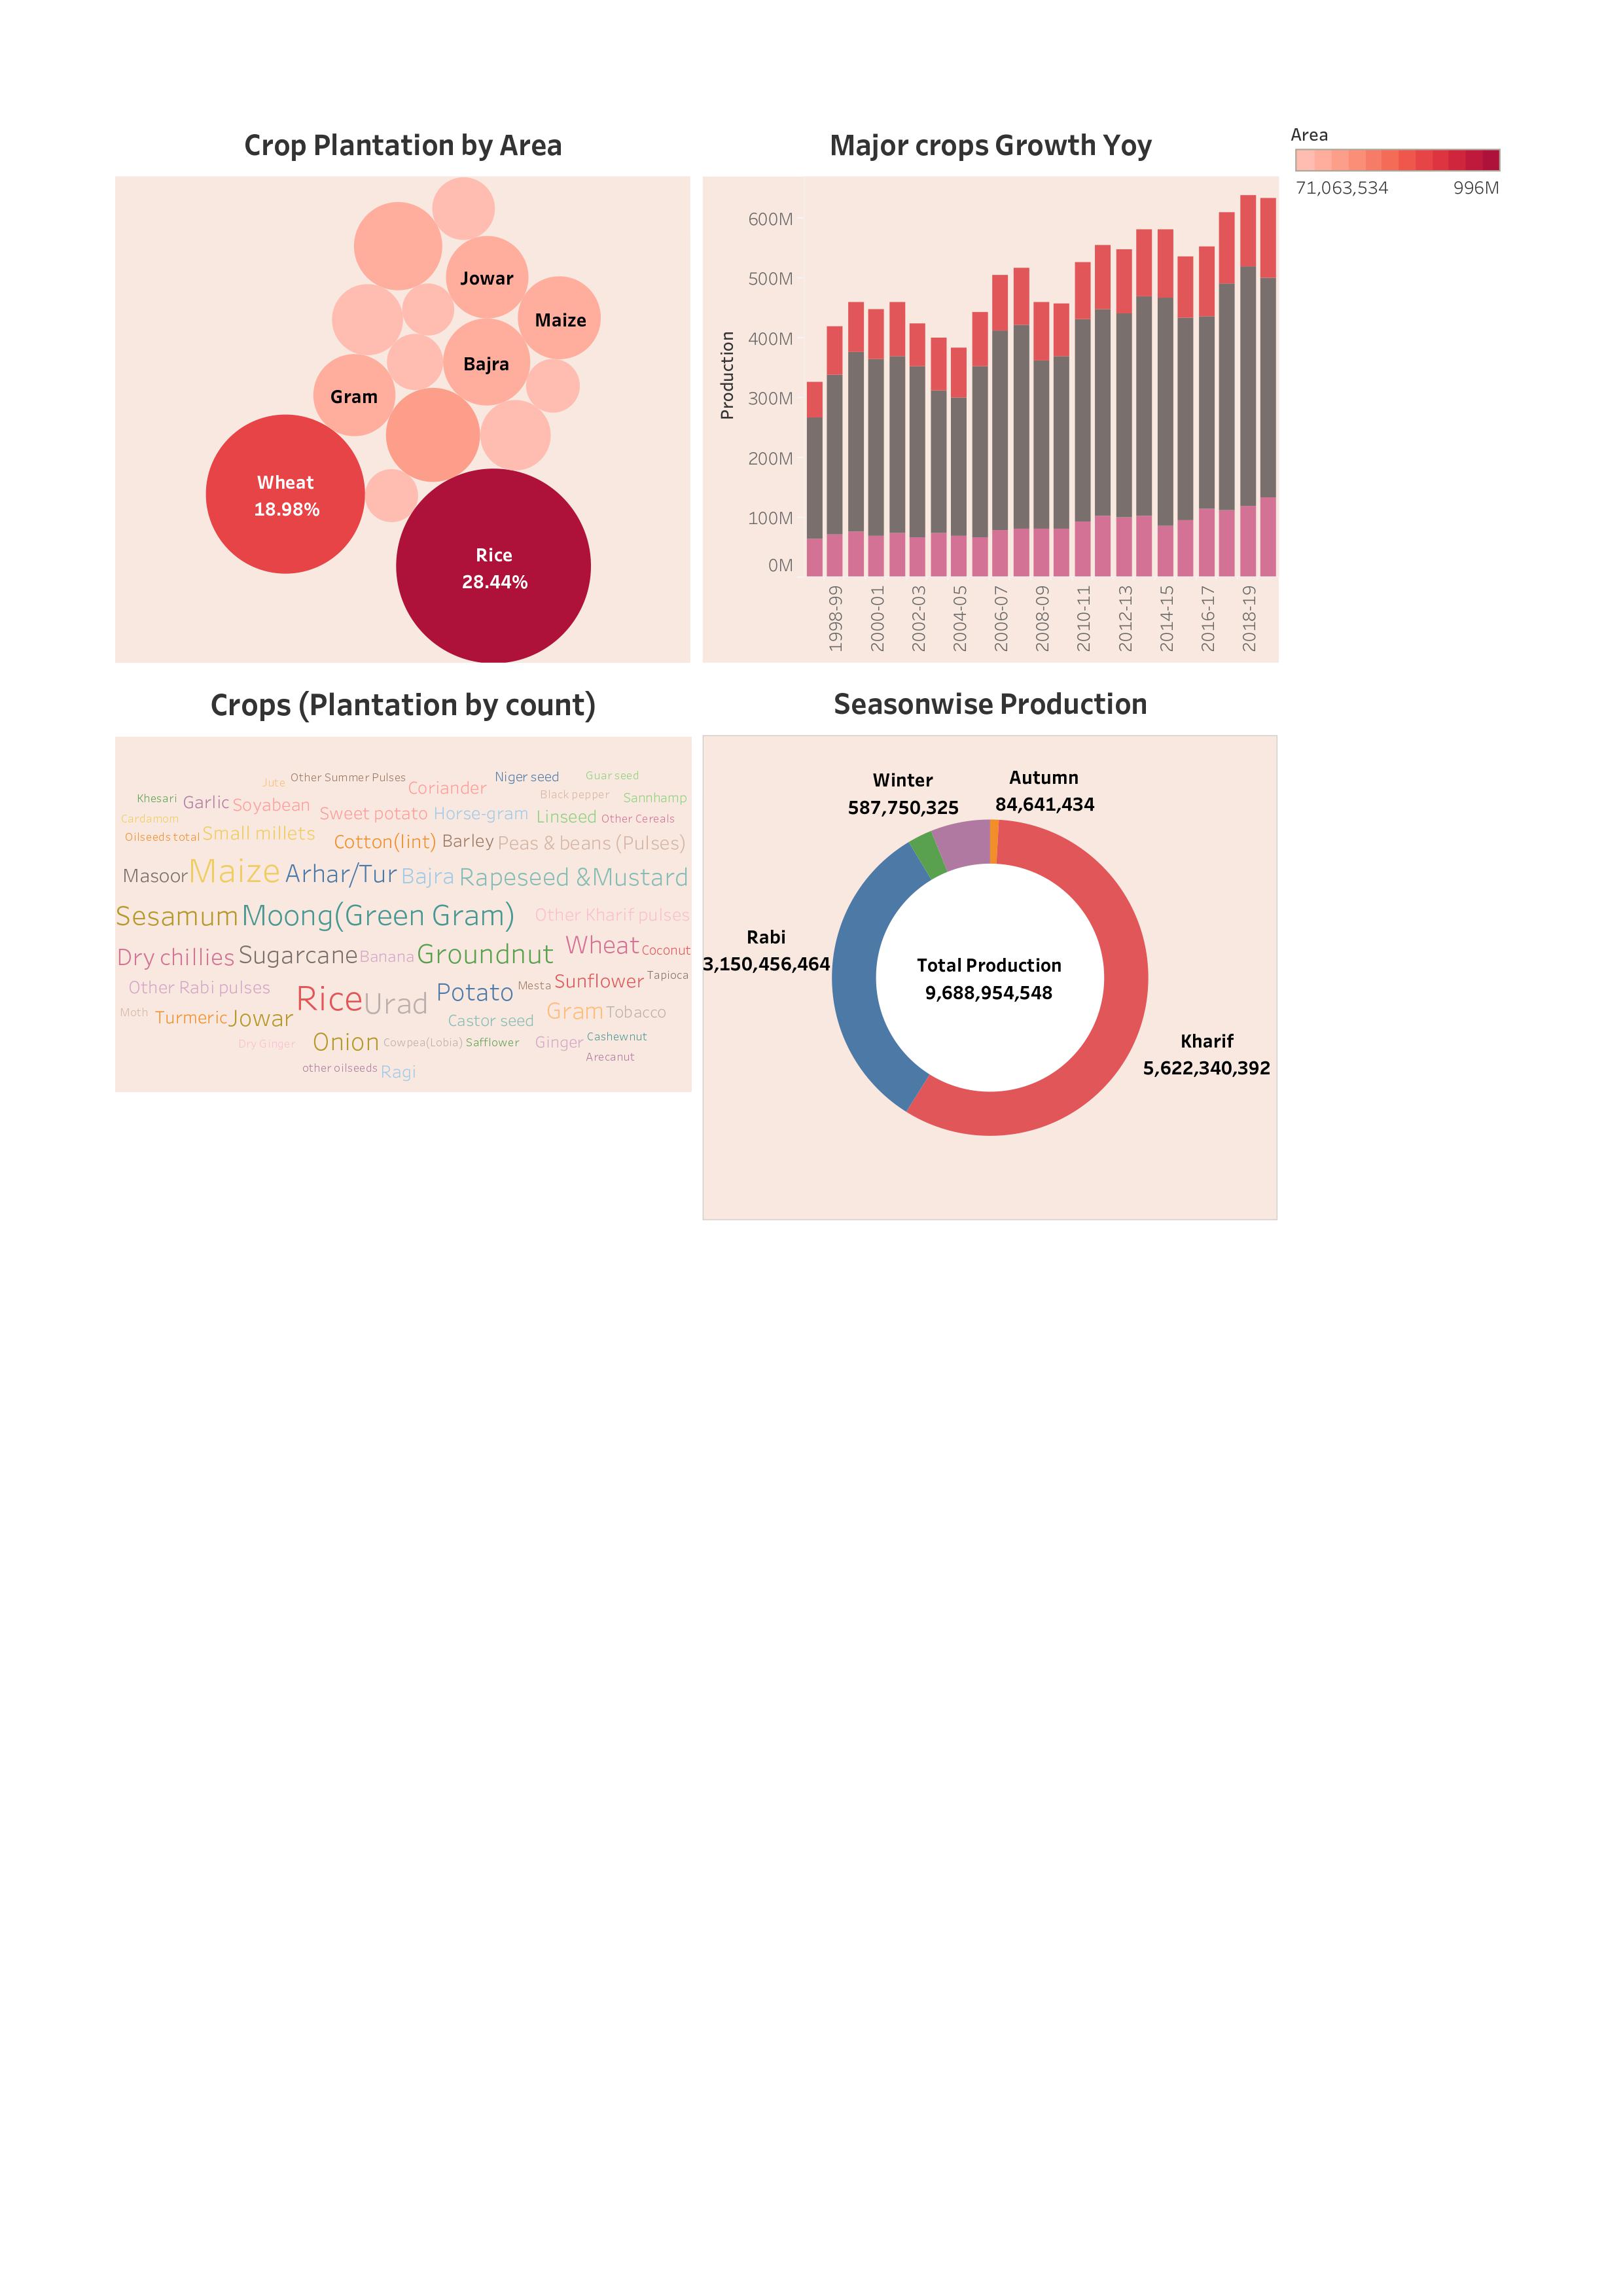 Crop Plantation by Area
Jowar
Maize
Bajra
Gram
Wheat
18.98%
Rice
28.44%
Major crops Growth Yoy
Production
600M
500M
400M
300M
200M
100M
0M
1998-99
2000-01
2002-03
2004-05
2006-07
2008-09
2010-11
2012-13
2014-15
2016-17
2018-19
Area
71,063,534 996M
Crops (Plantation by count)
Jute Other Summer Pulses Coriander Niger seed Guar seed
Khesari Garlic Soyabean Black pepper Sannhamp
Cardamom Sweet potato Horse-gram Linseed Other Cereals
Oilseeds total Small millets Cotton(lint) Barley Peas & beans (Pulses)
Masoor Maize Arhar/Tur Bajra Rapeseed &Mustard
Sesamum Moong(Green Gram) Other Kharif pulses
Dry chillies Sugarcane Banana Groundnut Wheat Coconut
Other Rabi pulses Rice Urad Potato Mesta Sunflower Tapioca
Moth Turmeric Jowar Castor seed Gram Tobacco
Dry Ginger Onion Cowpea(Lobia) Safflower Ginger Cashewnut
Arecanut
other oilseeds Ragi
Seasonwise Production
Winter
587,750,325
Autumn
84,641,434
Rabi
3,150,456,464
Total Production
9,688,954,548
Kharif
5,622,340,392